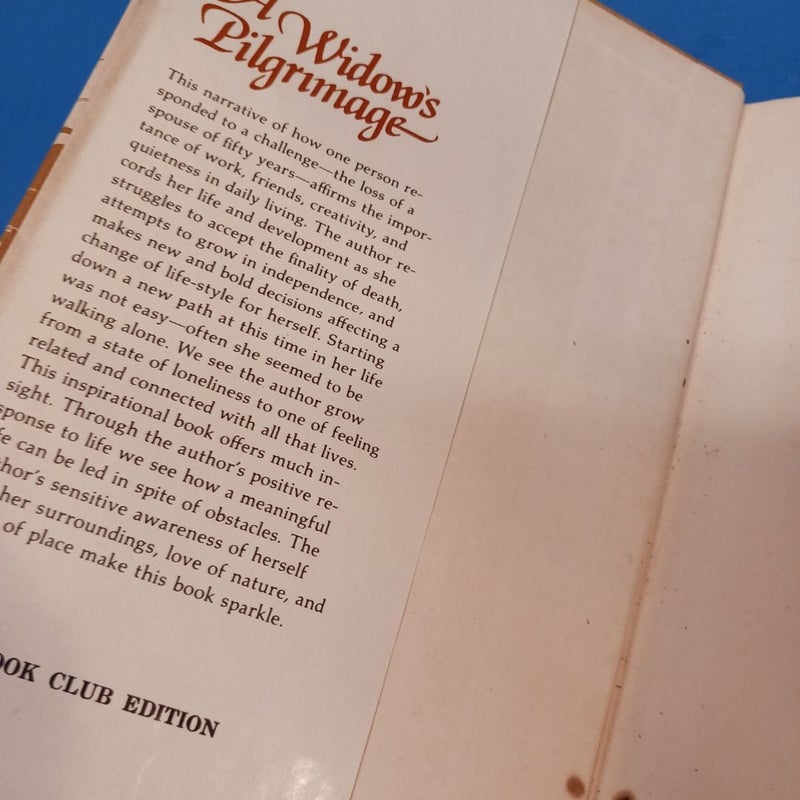 A Widow's
Pilgrimage
This narrative of how one person re-
sponded to a challenge—the loss of a
spouse of fifty years—affirms the impor-
tance of work, friends, creativity, and
quietness in daily living. The author re-
cords her life and development as she
struggles to accept the finality of death,
attempts to grow in independence, and
makes new and bold decisions affecting a
change of life-style for herself. Starting
down a new path at this time in her life
was not easy—often she seemed to be
walking alone. We see the author grow
from a state of loneliness to one of feeling
related and connected with all that lives.
This inspirational book offers much in-
sight. Through the author's positive re-
sponse to life we see how a meaningful
fe can be led in spite of obstacles. The
thor's sensitive awareness of herself
her surroundings, love of nature, and
of place make this book sparkle.
OOK CLUB EDITION